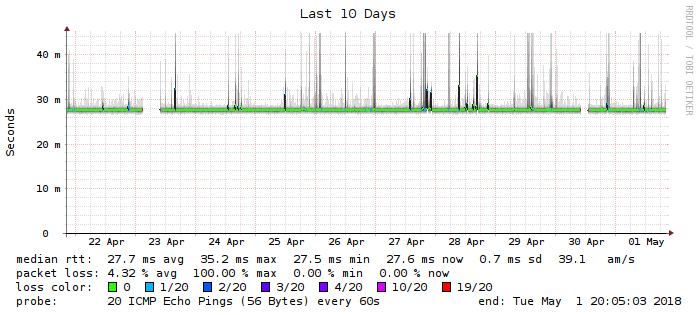 Last 10 Days
RRDTOOL / TOBI OETIKER
Seconds
40 m
30 m
20 m
10 m
0
22 Apr 23 Apr 24 Apr 25 Apr 26 Apr 27 Apr 28 Apr 29 Apr 30 Apr 01 May
median rtt: 27.7 ms avg 35.2 ms max 27.5 ms min 27.6 ms now 0.7 ms sd 39.1 am/s
packet loss: 4.32 % avg 100.00 % max 0.00 % min 0.00 % now
loss color: 0 1/20 2/20 3/20 4/20 10/20 19/20
probe: 20 ICMP Echo Pings (56 Bytes) every 60s end: Tue May 1 20:05:03 2018